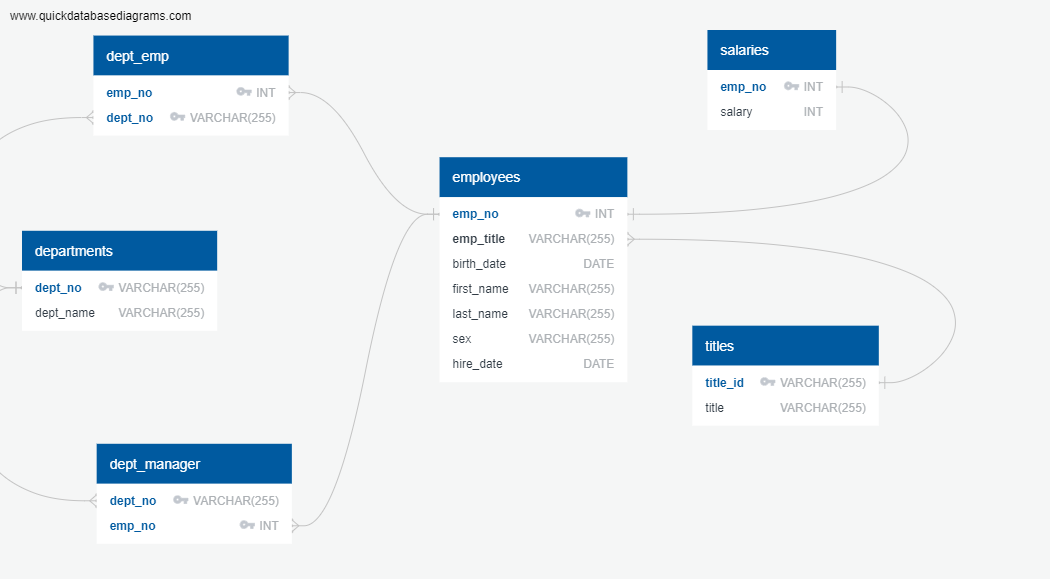 www.quickdatabasediagrams.com
dept_emp
emp_no INT
dept_no VARCHAR(255)
salaries
emp_no INT
salary INT
employees
emp_no INT
emp_title VARCHAR(255)
birth_date DATE
first_name VARCHAR(255)
last_name VARCHAR(255)
sex VARCHAR(255)
hire_date DATE
departments
dept_no VARCHAR(255)
dept_name VARCHAR(255)
titles
title_id VARCHAR(255)
title VARCHAR(255)
dept_manager
dept_no VARCHAR(255)
emp_no INT